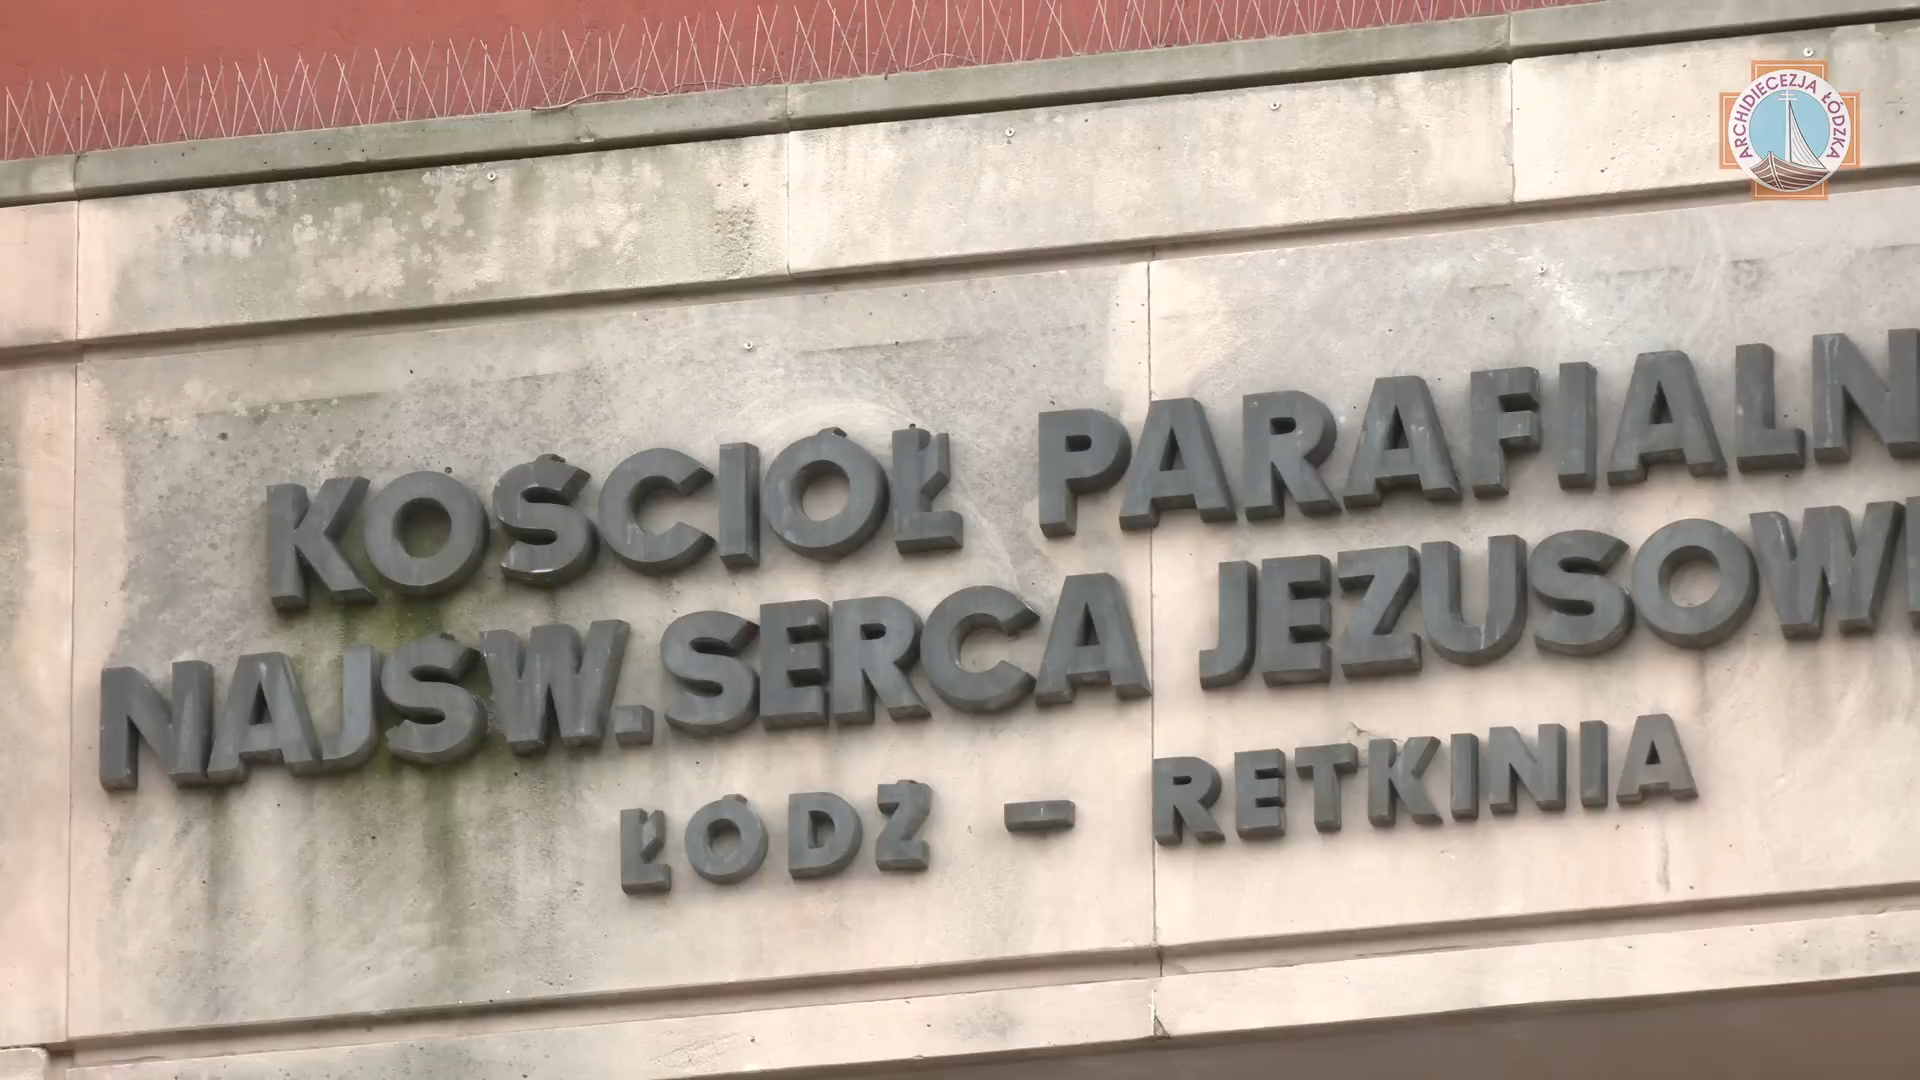 ARCHIDIECEZJA ŁÓDZKA
KOŚCIÓŁ PARAFIALN
NAJŚW. SERCA JEZUSOW
ŁÓDŹ – RETKINIA